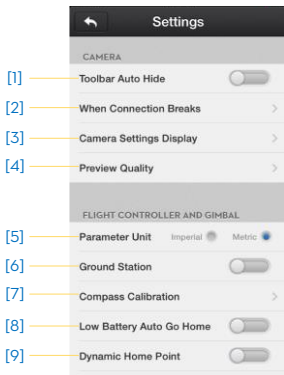 Settings
CAMERA
[1] Toolbar Auto Hide
[2] When Connection Breaks
[3] Camera Settings Display
[4] Preview Quality
FLIGHT CONTROLLER AND GIMBAL
[5] Parameter Unit Imperial Metric
[6] Ground Station
[7] Compass Calibration
[8] Low Battery Auto Go Home
[9] Dynamic Home Point